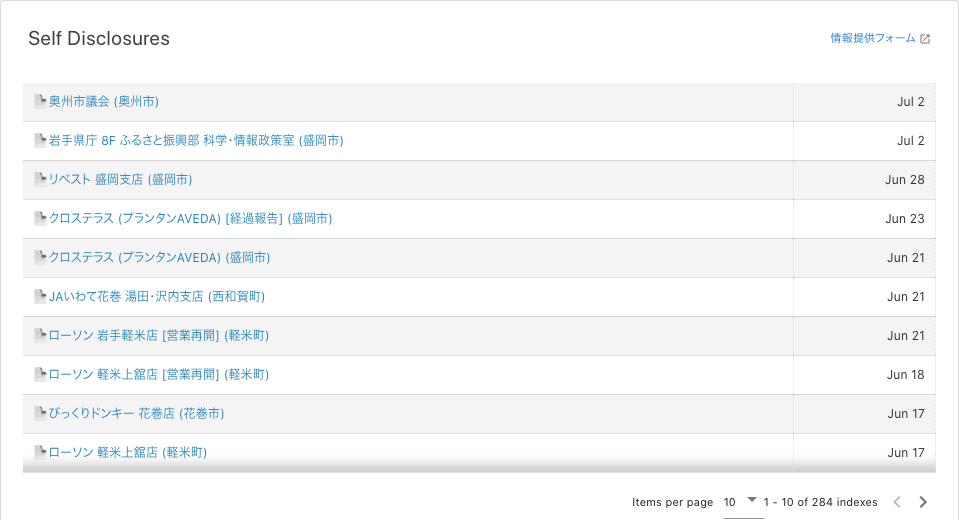 Self Disclosures
情報提供フォーム
奥州市議会 (奥州市) Jul 2
岩手県庁 8F ふるさと振興部 科学・情報政策室 (盛岡市) Jul 2
リベスト 盛岡支店 (盛岡市) Jun 28
クロステラス (プランタンAVEDA) [経過報告] (盛岡市) Jun 23
クロステラス (プランタンAVEDA) (盛岡市) Jun 21
JAいわて花巻 湯田・沢内支店 (西和賀町) Jun 21
ローソン 岩手軽米店 [営業再開] (軽米町) Jun 21
ローソン 軽米上舘店 [営業再開] (軽米町) Jun 18
びっくりドンキー 花巻店 (花巻市) Jun 17
ローソン 軽米上舘店 (軽米町) Jun 17
Items per page 10 1 - 10 of 284 indexes